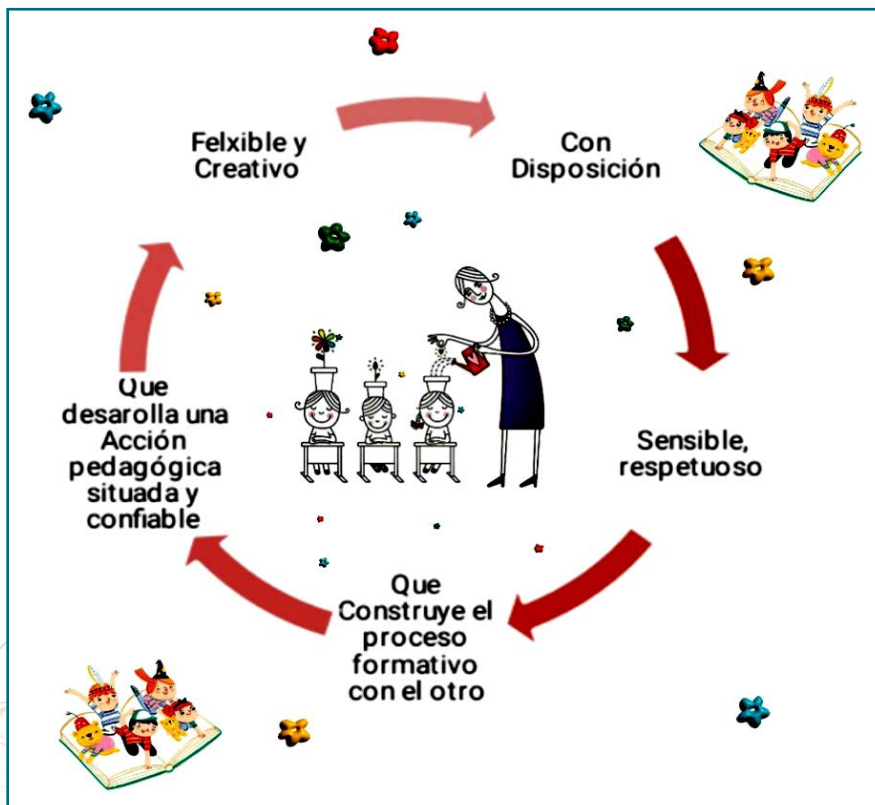 Felxible y
Creativo
Con
Disposición
Sensible,
respetuoso
Que
Construye el
proceso
formativo
con el otro
Que
desarolla una
Acción
pedagógica
situada y
confiable